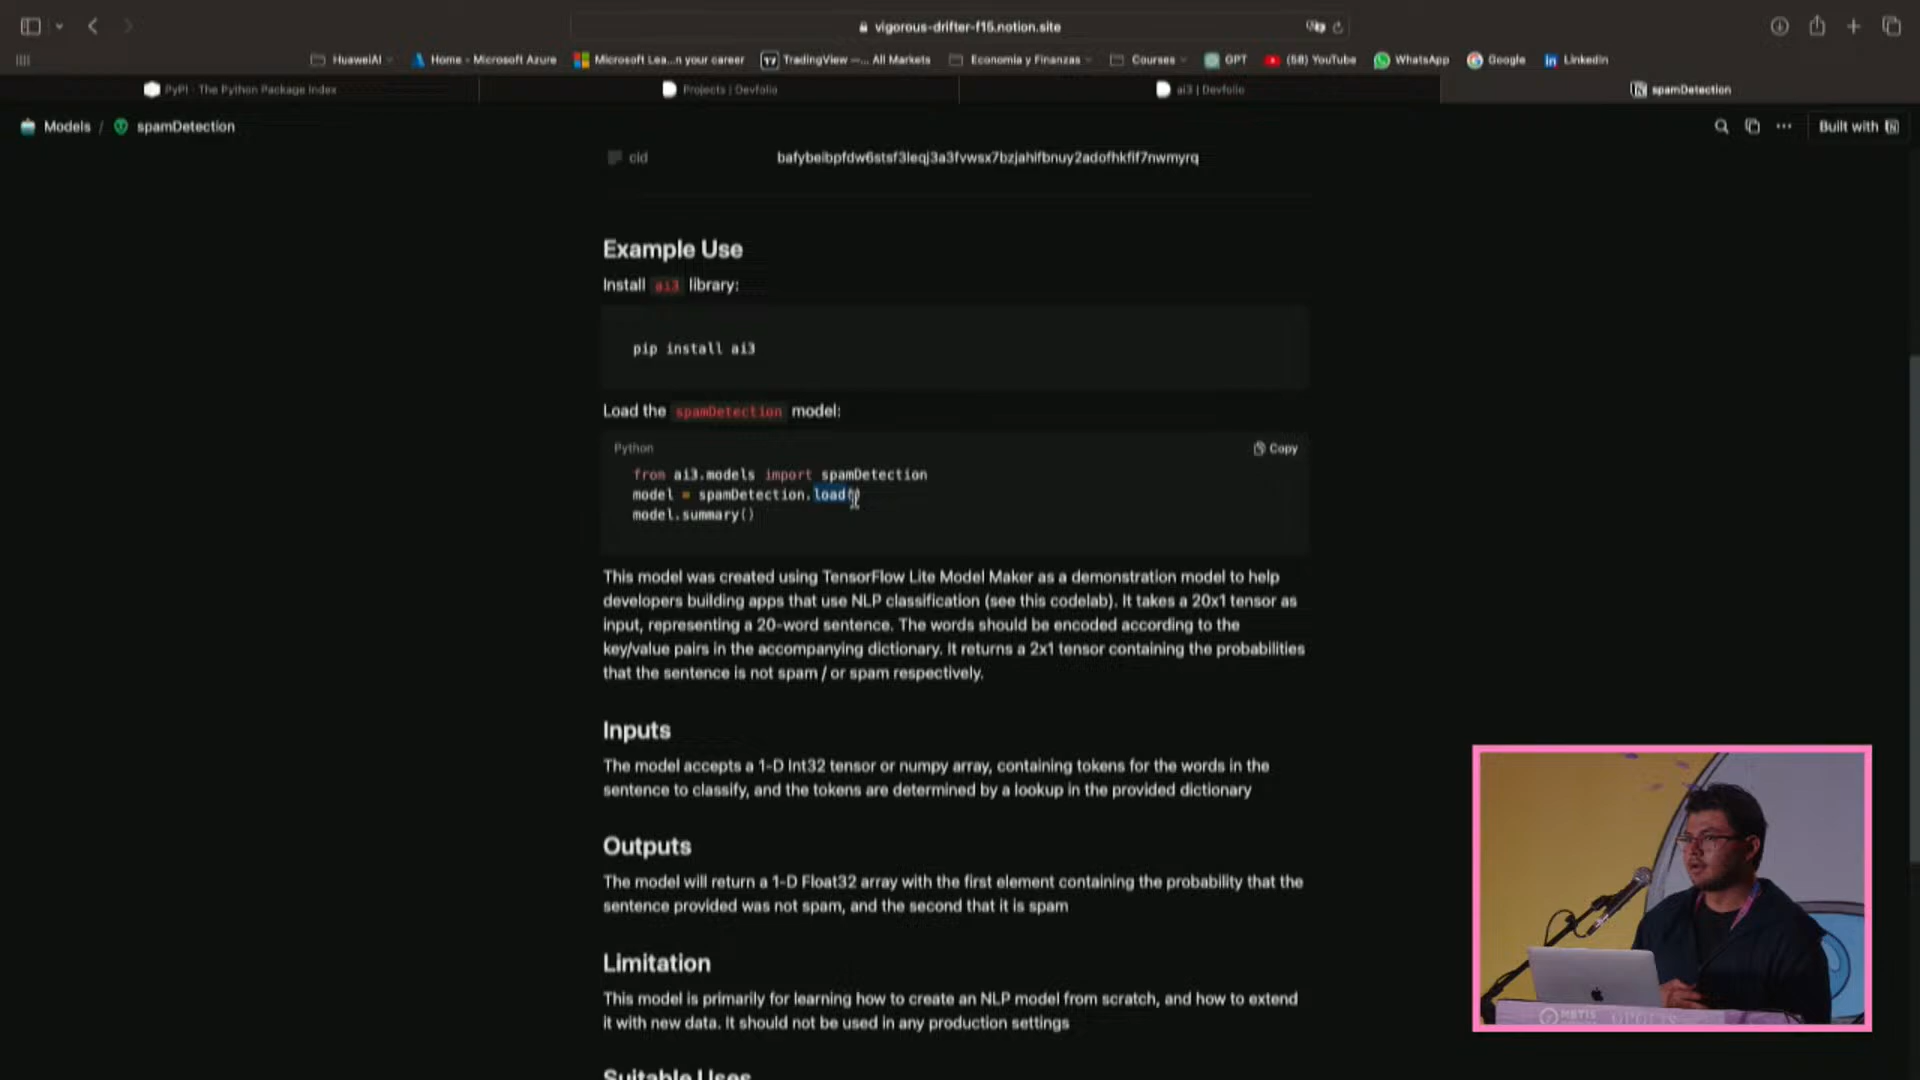 vigorous-drifter-f15.notion.site
HuaweiAI
Home - Microsoft Azure
Microsoft Lea...n your career
TradingView —... All Markets
Economia y Finanzas
Courses
GPT
(58) YouTube
WhatsApp
Google
LinkedIn
PyPI · The Python Package Index
Projects | Devfolio
ai3 | Devfolio
spamDetection
Models / spamDetection
Built with
cid
Example Use
Install ai3 library:
pip install ai3
Load the spamDetection model:
Python
Copy
from ai3.models import spamDetection
model = spamDetection.load()
model.summary()
This model was created using TensorFlow Lite Model Maker as a demonstration model to help
developers building apps that use NLP classification (see this codelab). It takes a 20x1 tensor as
input, representing a 20-word sentence. The words should be encoded according to the
key/value pairs in the accompanying dictionary. It returns a 2x1 tensor containing the probabilities
that the sentence is not spam / or spam respectively.
Inputs
The model accepts a 1-D Int32 tensor or numpy array, containing tokens for the words in the
sentence to classify, and the tokens are determined by a lookup in the provided dictionary
Outputs
The model will return a 1-D Float32 array with the first element containing the probability that the
sentence provided was not spam, and the second that it is spam
Limitation
This model is primarily for learning how to create an NLP model from scratch, and how to extend
it with new data. It should not be used in any production settings
Suitable Uses